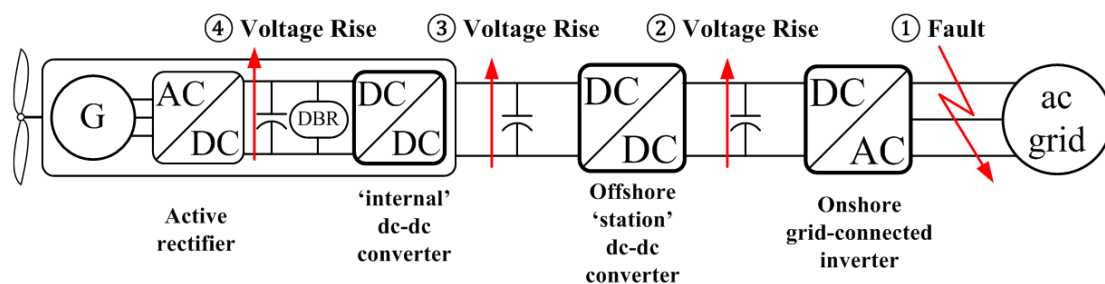 ④ Voltage Rise ③ Voltage Rise ② Voltage Rise ① Fault
G
AC
DC
DBR
DC
DC
DC
DC
DC
AC
ac
grid
Active
rectifier
‘internal’
dc-dc
converter
Offshore
‘station’
dc-dc
converter
Onshore
grid-connected
inverter